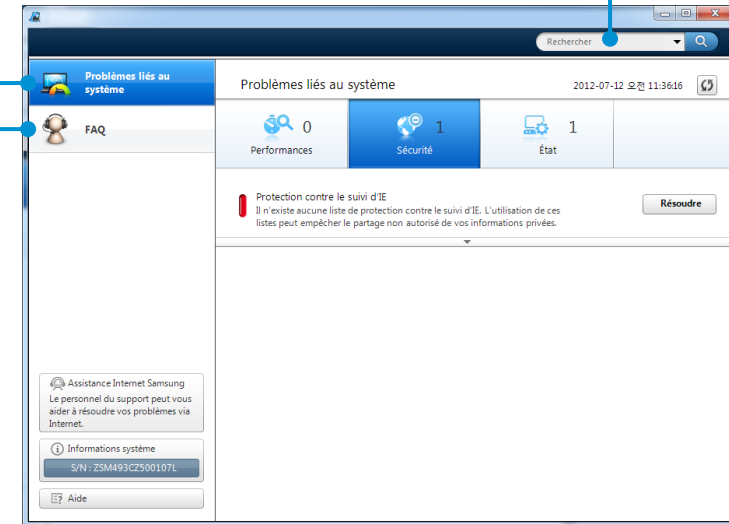 Rechercher
Problèmes liés au
système
FAQ
Problèmes liés au système
2012-07-12 오전 11:36:16
0
Performances
1
Sécurité
1
État
Protection contre le suivi d'IE
Il n'existe aucune liste de protection contre le suivi d'IE. L'utilisation de ces
listes peut empêcher le partage non autorisé de vos informations privées.
Résoudre
Assistance Internet Samsung
Le personnel du support peut vous
aider à résoudre vos problèmes via
Internet.
Informations système
S/N : ZSM493CZ500107L
Aide